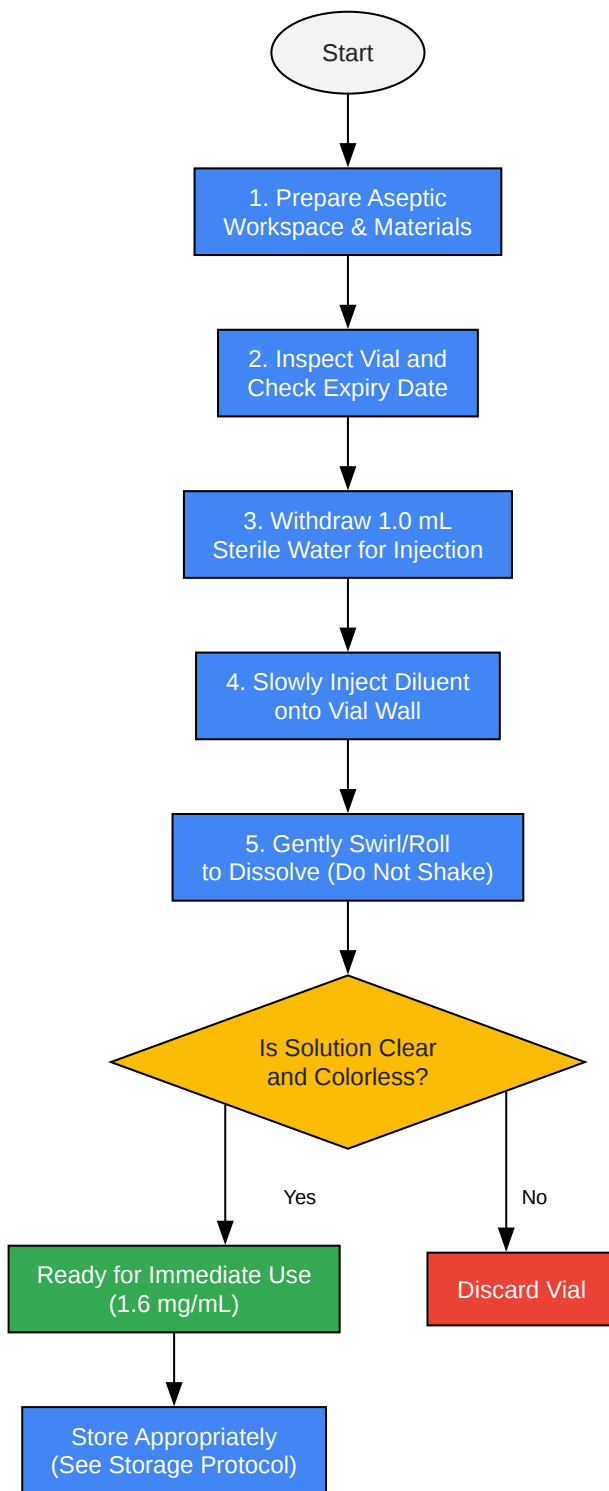 Start
1. Prepare Aseptic
Workspace & Materials
2. Inspect Vial and
Check Expiry Date
3. Withdraw 1.0 mL
Sterile Water for Injection
4. Slowly Inject Diluent
onto Vial Wall
5. Gently Swirl/Roll
to Dissolve (Do Not Shake)
Is Solution Clear
and Colorless?
Yes
No
Ready for Immediate Use
(1.6 mg/mL)
Discard Vial
Store Appropriately
(See Storage Protocol)